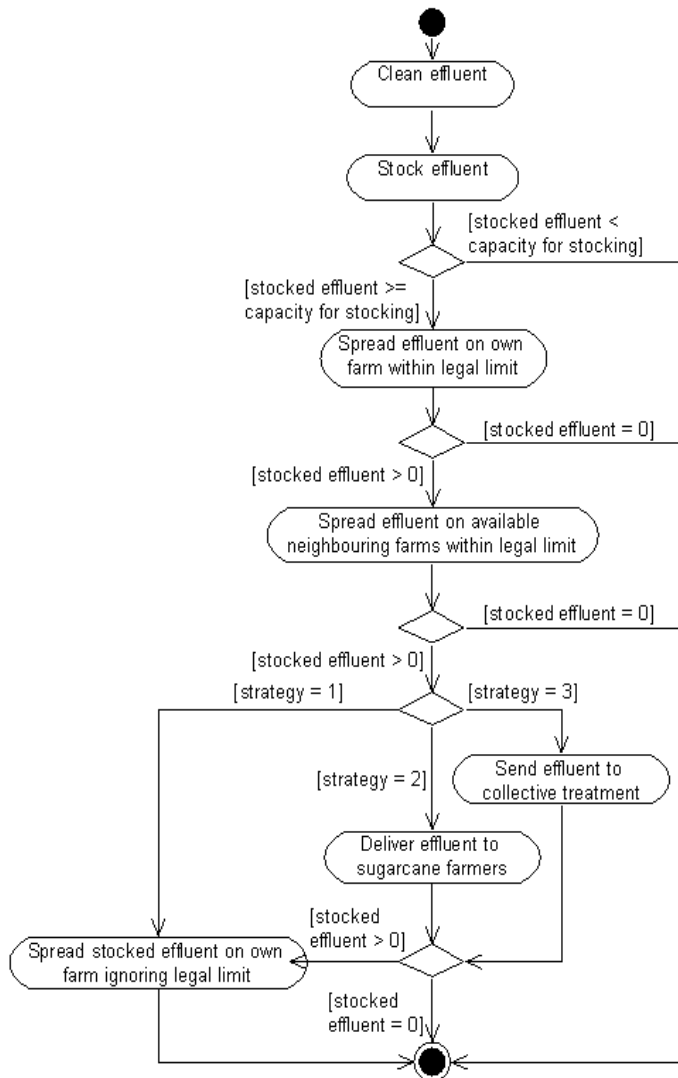 Clean effluent
Stock effluent
[stocked effluent <
capacity for stocking]
[stocked effluent >=
capacity for stocking]
Spread effluent on own
farm within legal limit
[stocked effluent = 0]
[stocked effluent > 0]
Spread effluent on available
neighbouring farms within legal limit
[stocked effluent = 0]
[stocked effluent > 0]
[strategy = 1]
[strategy = 3]
[strategy = 2]
Send effluent to
collective treatment
Deliver effluent to
sugarcane farmers
[stocked
effluent > 0]
Spread stocked effluent on own
farm ignoring legal limit
[stocked
effluent = 0]